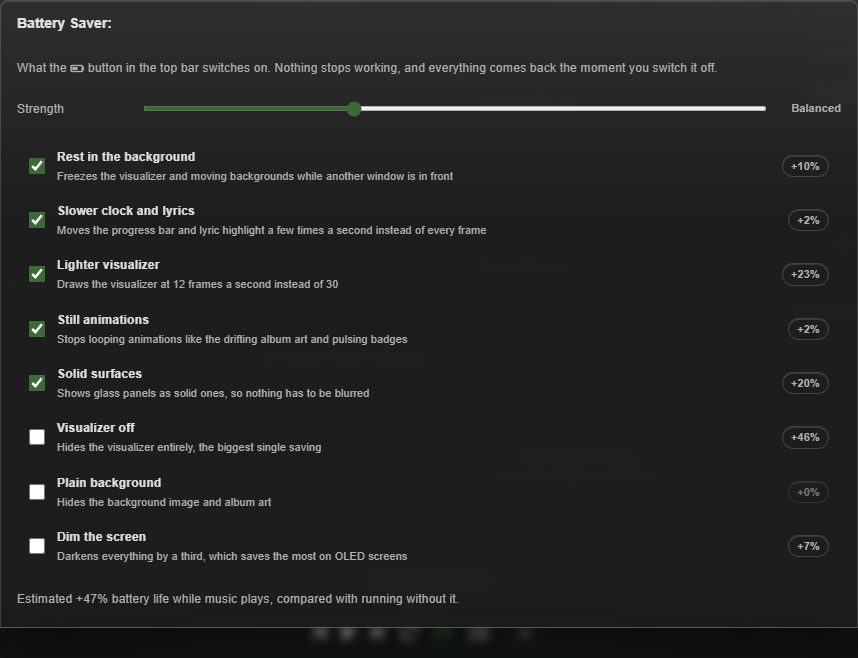 Battery Saver:
What the button in the top bar switches on. Nothing stops working, and everything comes back the moment you switch it off.
Strength Balanced
Rest in the background
Freezes the visualizer and moving backgrounds while another window is in front
+10%
Slower clock and lyrics
Moves the progress bar and lyric highlight a few times a second instead of every frame
+2%
Lighter visualizer
Draws the visualizer at 12 frames a second instead of 30
+23%
Still animations
Stops looping animations like the drifting album art and pulsing badges
+2%
Solid surfaces
Shows glass panels as solid ones, so nothing has to be blurred
+20%
Visualizer off
Hides the visualizer entirely, the biggest single saving
+46%
Plain background
Hides the background image and album art
+0%
Dim the screen
Darkens everything by a third, which saves the most on OLED screens
+7%
Estimated +47% battery life while music plays, compared with running without it.